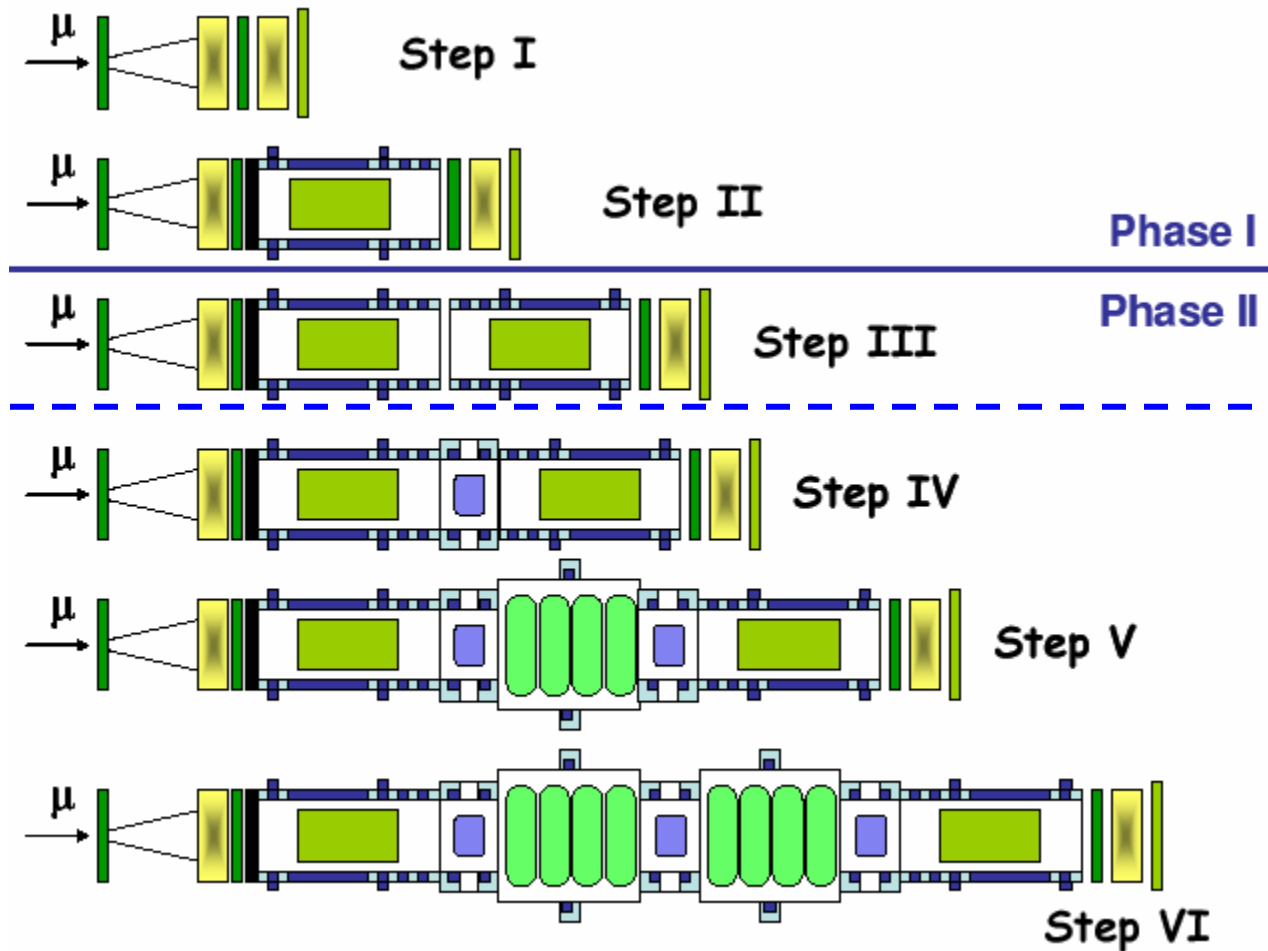 μ
Step I
μ
Step II
Phase I
Phase II
μ
Step III
μ
Step IV
μ
Step V
μ
Step VI